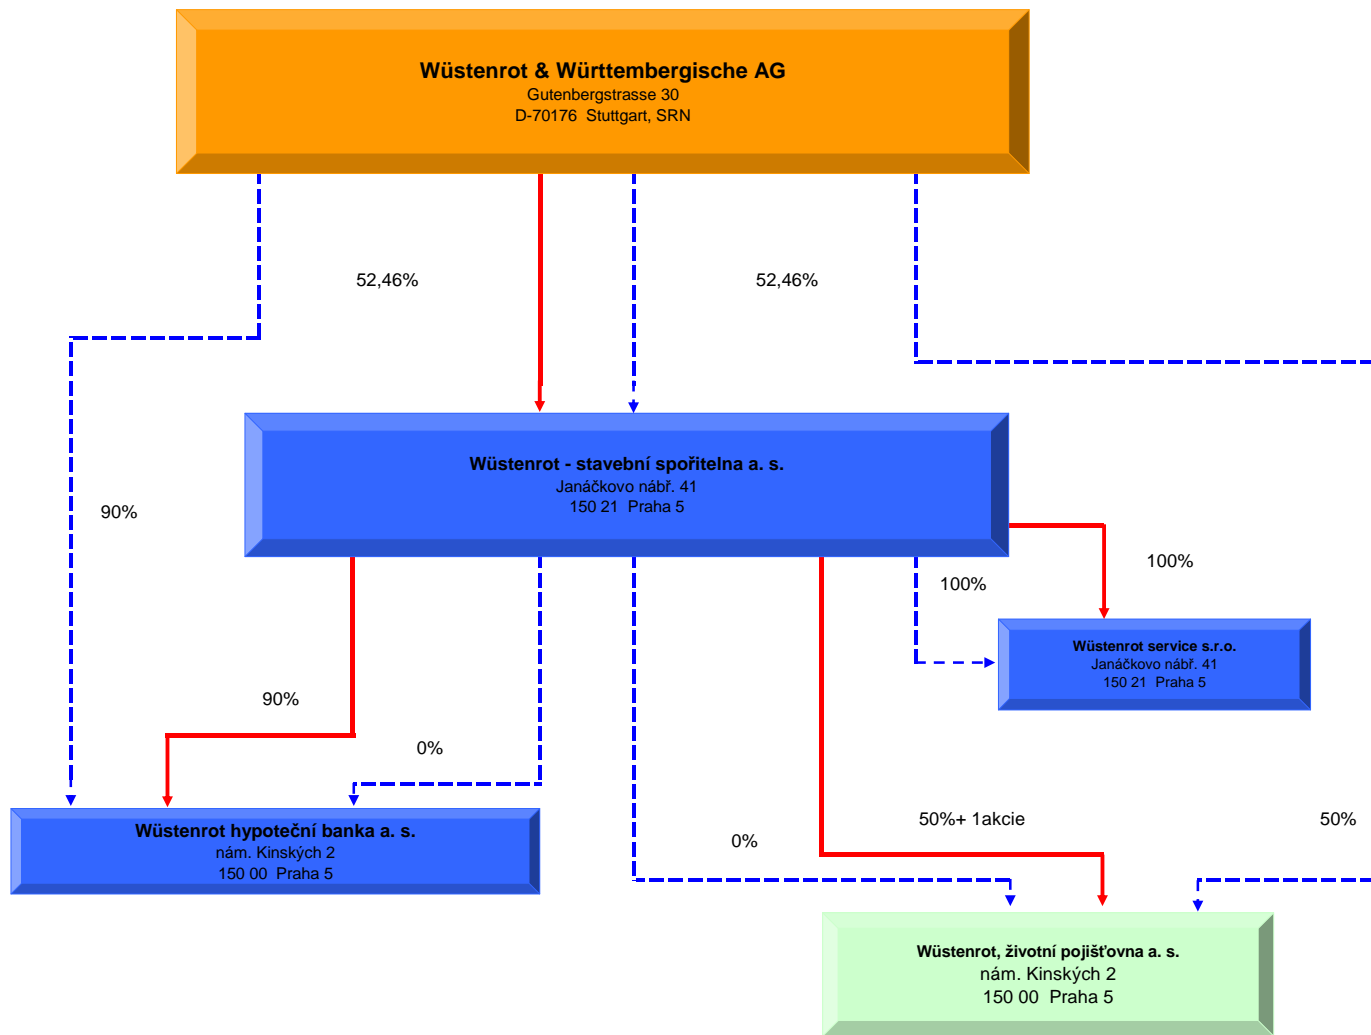 Wüstenrot & Württembergische AG
Gutenbergstrasse 30
D-70176 Stuttgart, SRN
52,46%
52,46%
Wüstenrot - stavební spořitelna a. s.
Janáčkovo nábř. 41
150 21 Praha 5
90%
100%
100%
Wüstenrot service s.r.o.
Janáčkovo nábř. 41
150 21 Praha 5
90%
0%
Wüstenrot hypoteční banka a. s.
nám. Kinských 2
150 00 Praha 5
0%
50%+ 1akcie
50%
Wüstenrot, životní pojišťovna a. s.
nám. Kinských 2
150 00 Praha 5